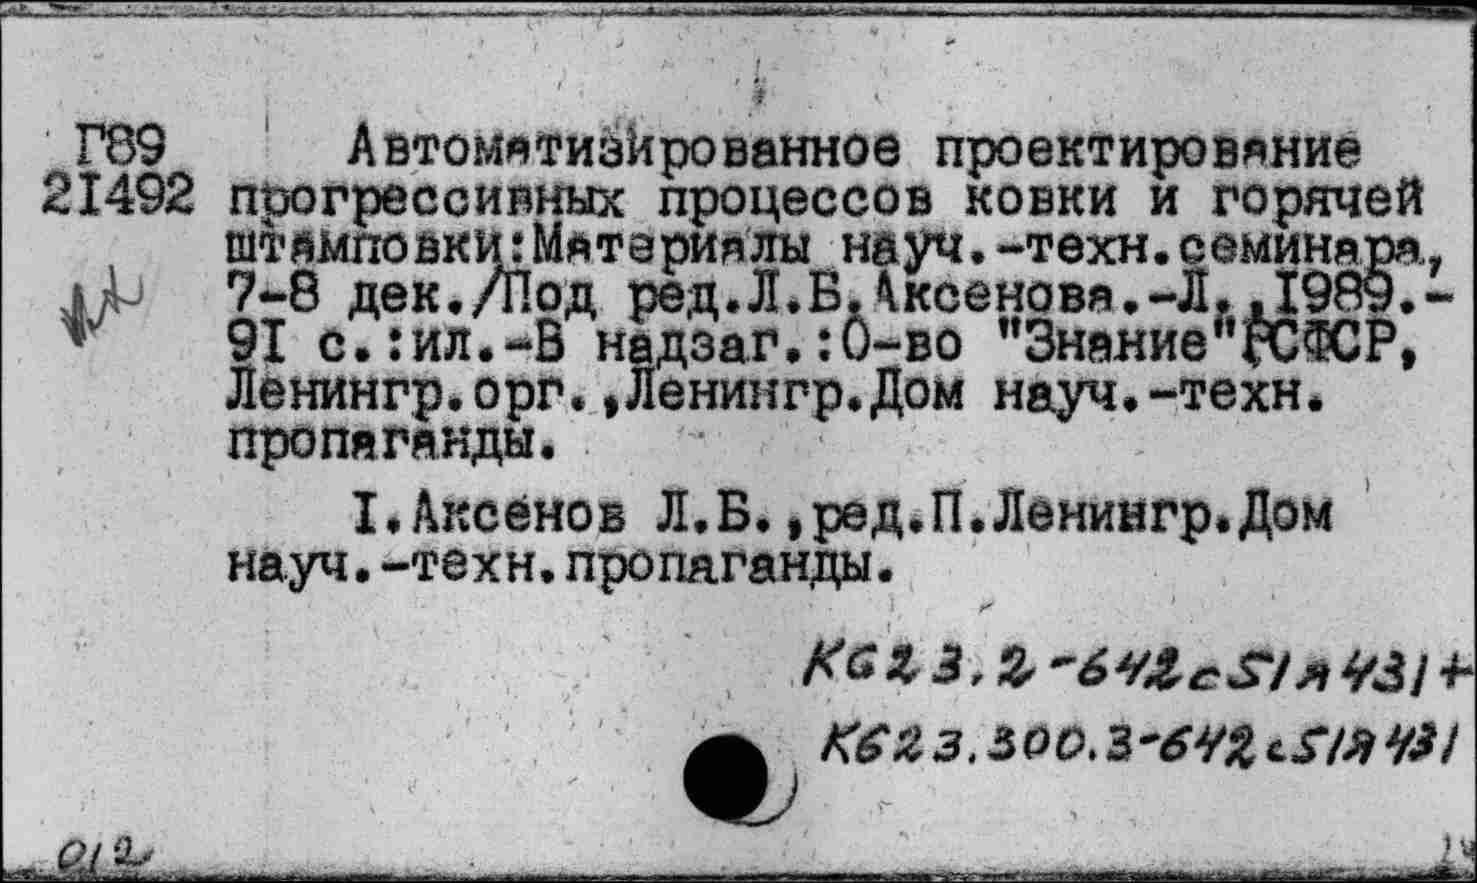 Г89 Автоматизированное проектирование
21492 прогрессивных процессов ковки и горячей
штамповки:Материалы науч.-техн.семинара,
7-8 дек./Под ред.Л.Б.Аксенова.-Л.,1989.-
91 с.:ил.-В надзаг.:О-во "Знание"РСФСР,
Ленингр.орг.,Ленингр.Дом науч.-техн.
пропаганды.
I.Аксенов Л.Б.,ред.П.Ленингр.Дом
науч.-техн.пропаганды.
К623.2-642с51я431+
К623.300.3-642с51я431
012